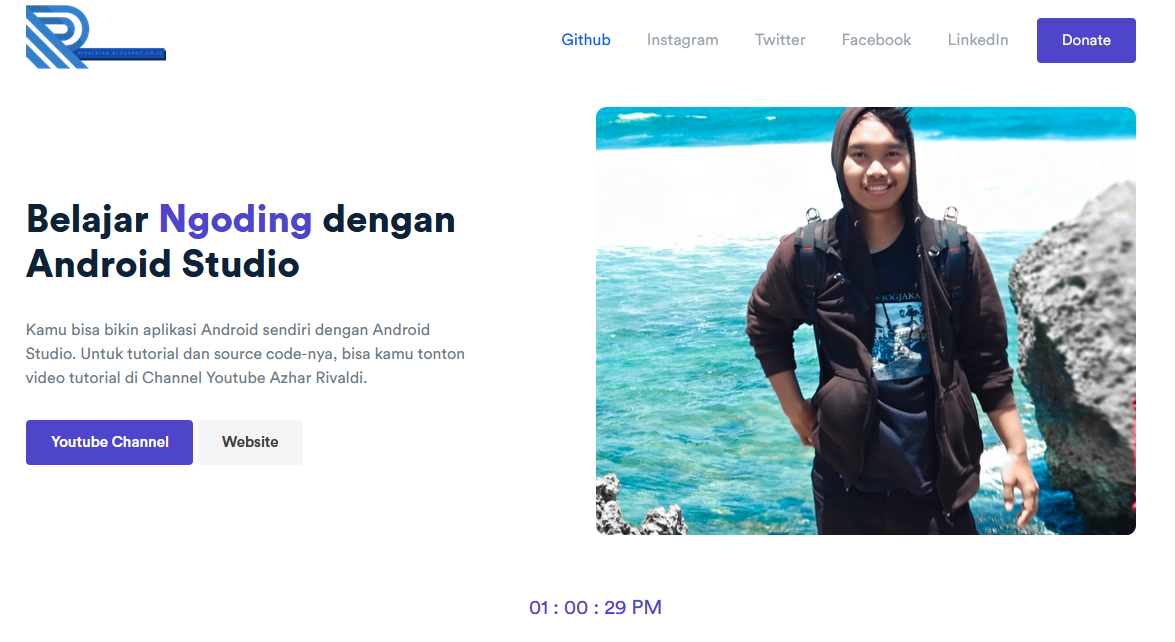 Github Instagram Twitter Facebook LinkedIn Donate
Belajar Ngoding dengan
Android Studio
Kamu bisa bikin aplikasi Android sendiri dengan Android
Studio. Untuk tutorial dan source code-nya, bisa kamu tonton
video tutorial di Channel Youtube Azhar Rivaldi.
Youtube Channel Website
JOGJAKA
01 : 00 : 29 PM